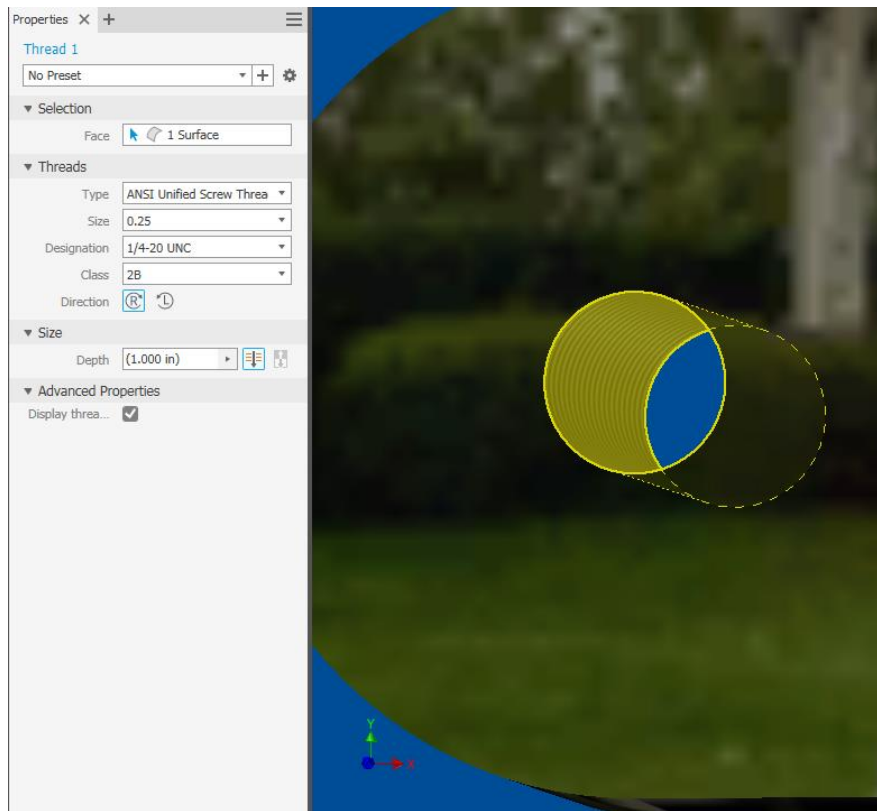 Properties
Thread 1
No Preset
Selection
Face 1 Surface
Threads
Type ANSI Unified Screw Threa
Size 0.25
Designation 1/4-20 UNC
Class 2B
Direction R L
Size
Depth (1.000 in)
Advanced Properties
Display threa...
Y
X